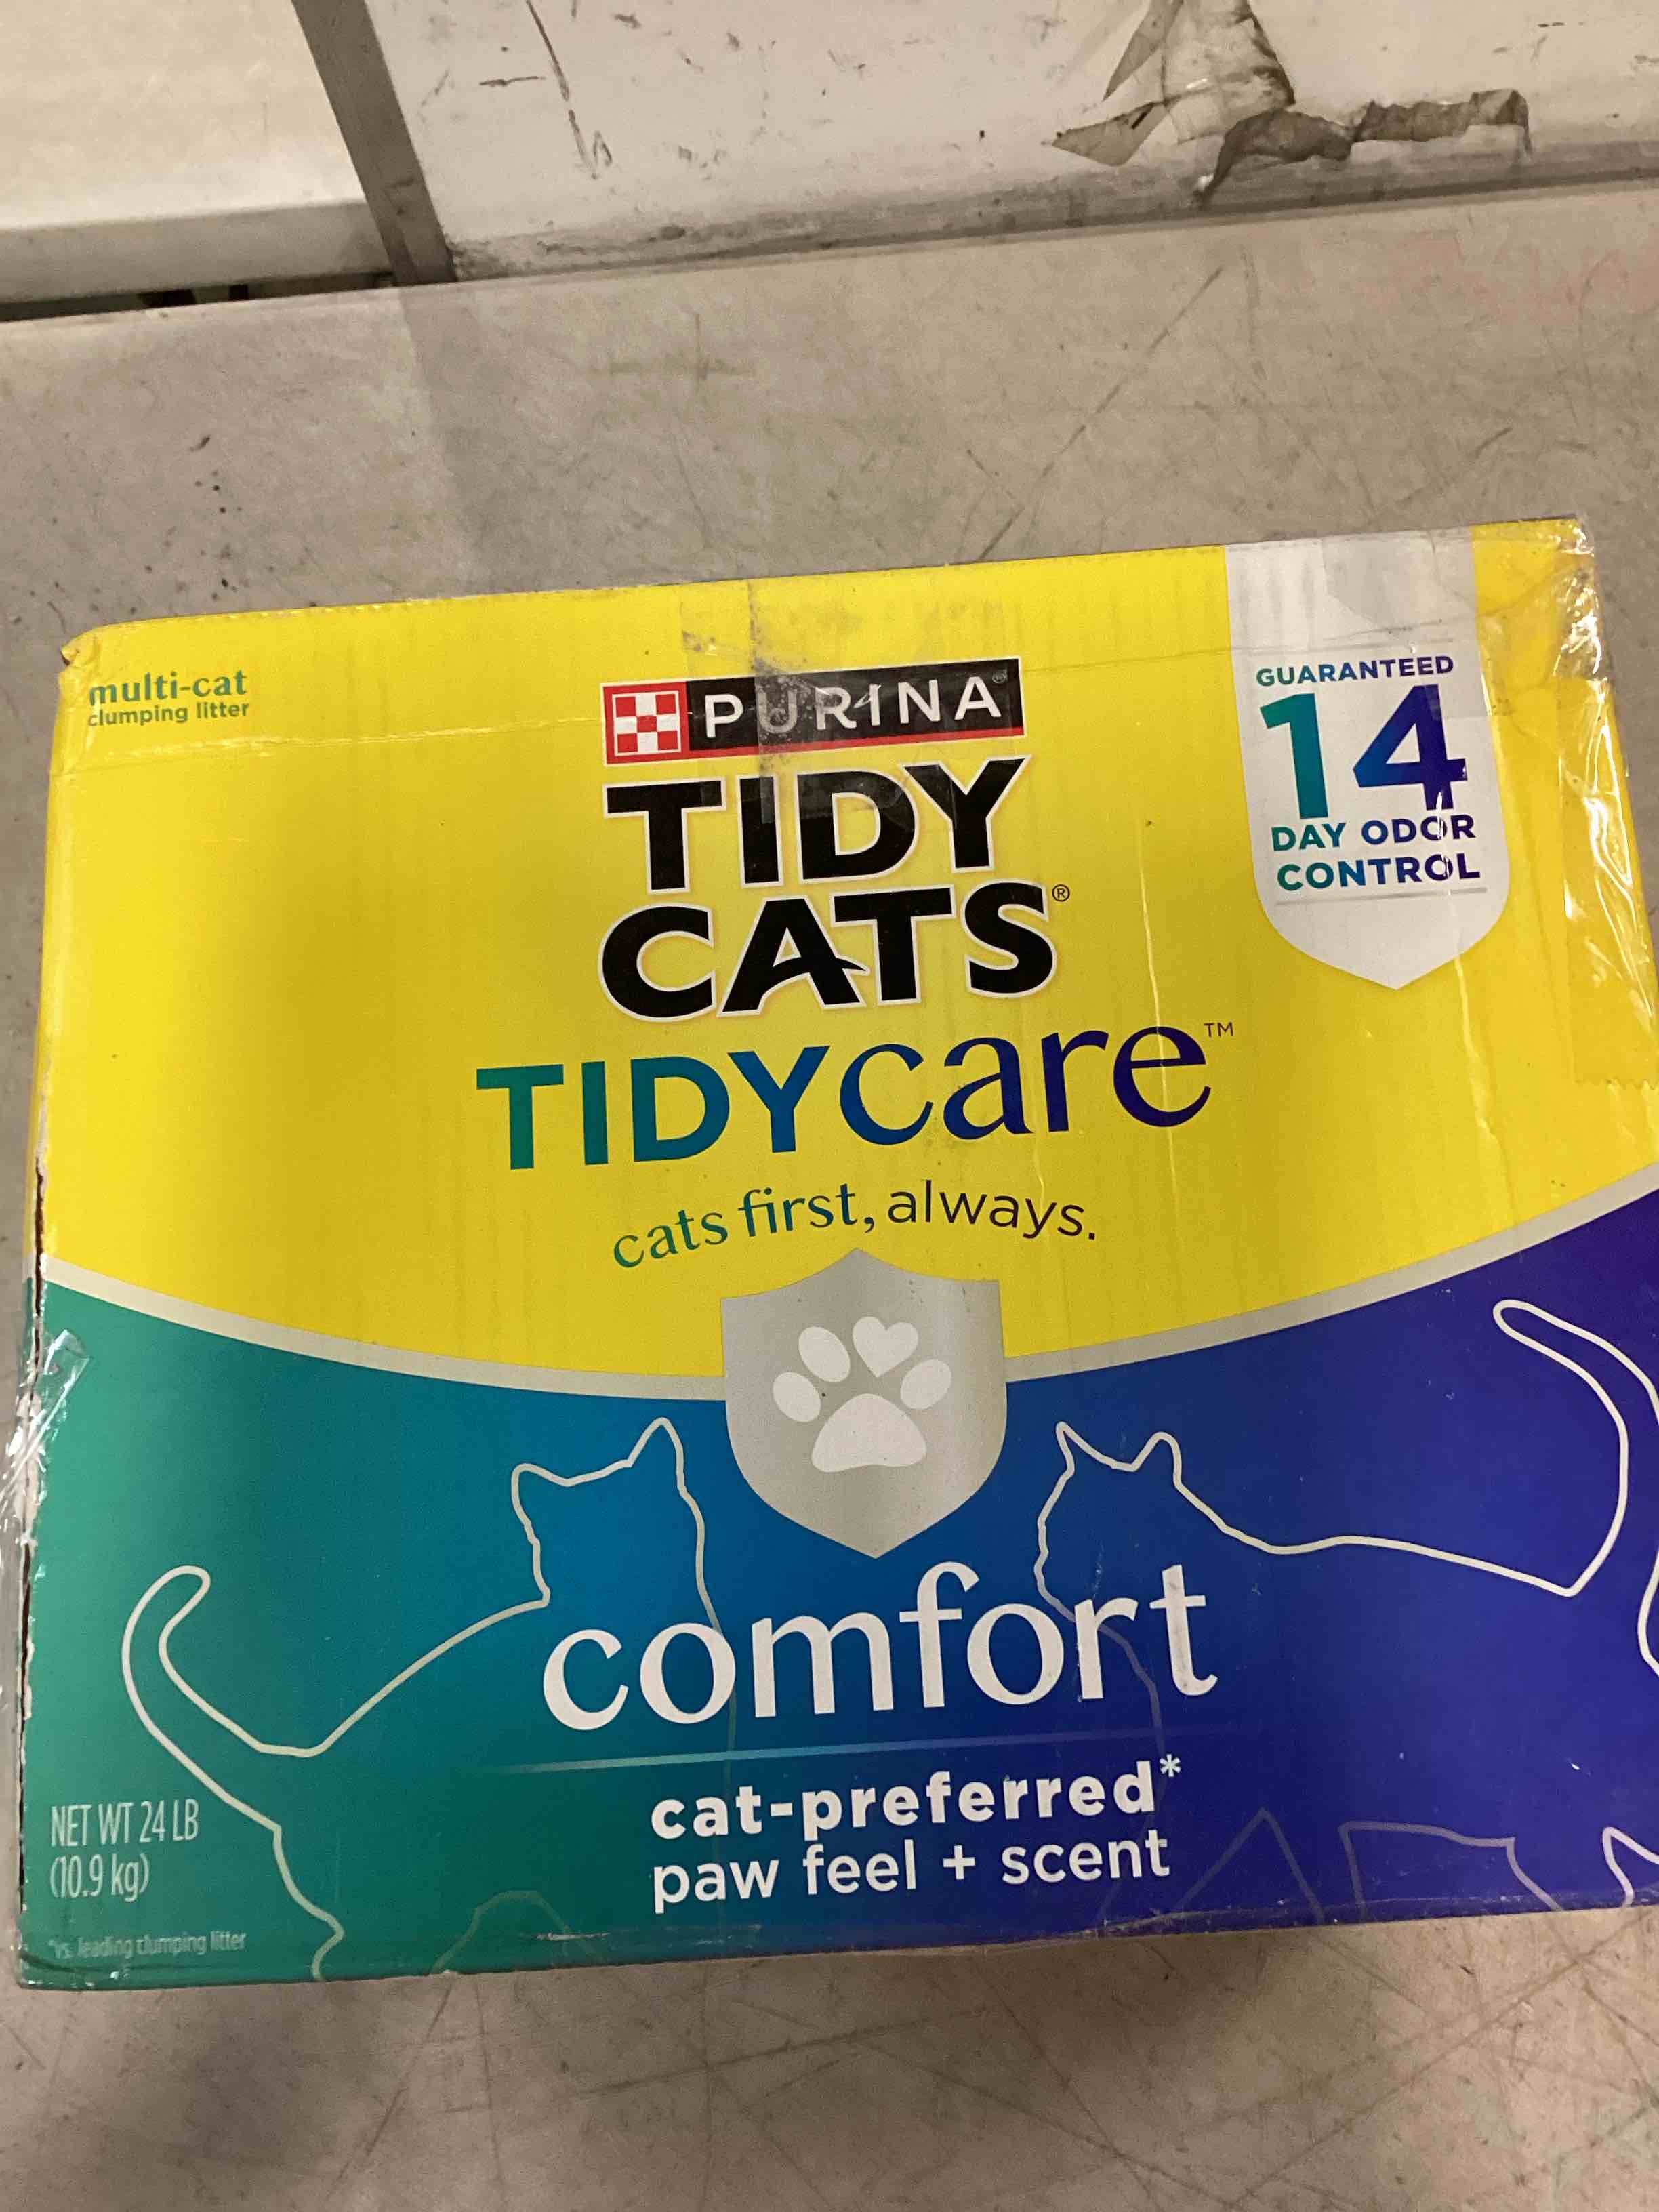 multi-cat
clumping litter
PURINA®
TIDY
CATS®
TIDYcare™
cats first, always.
GUARANTEED
14
DAY ODOR
CONTROL
comfort
cat-preferred*
paw feel + scent
NET WT 24 LB
(10.9 kg)
*vs. leading clumping litter